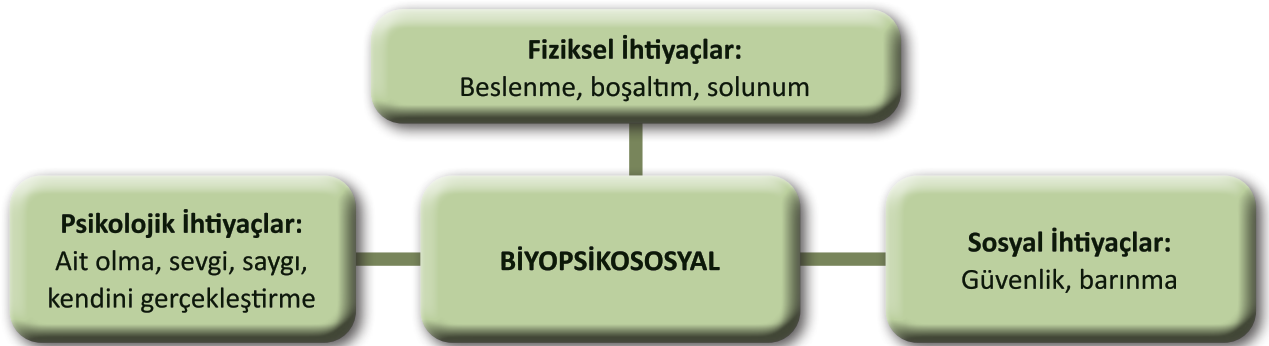 Fiziksel İhtiyaçlar:
Beslenme, boşaltım, solunum
Psikolojik İhtiyaçlar:
Ait olma, sevgi, saygı,
kendini gerçekleştirme
BİYOPSİKOSOSYAL
Sosyal İhtiyaçlar:
Güvenlik, barınma